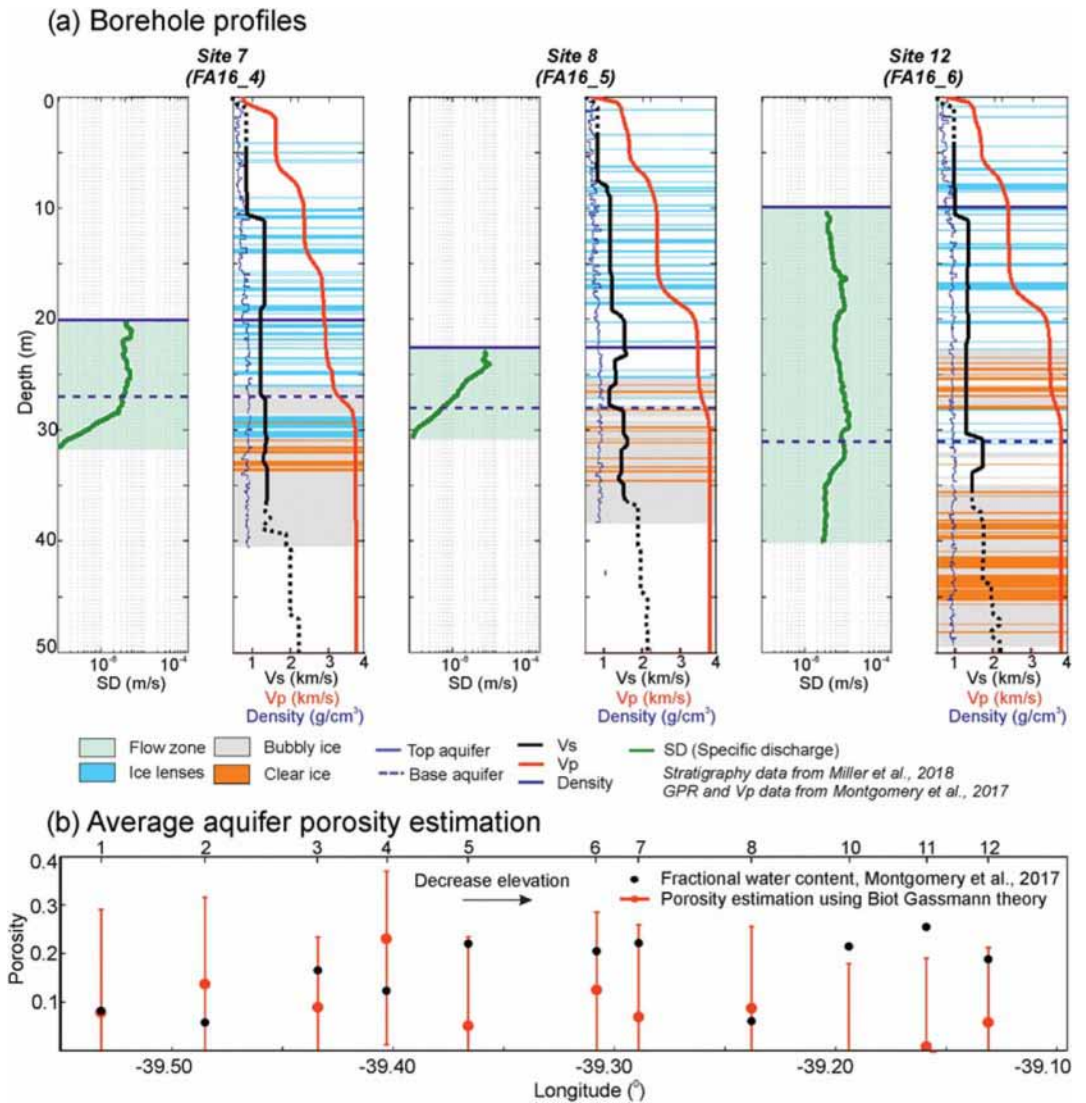 (a) Borehole profiles
Site 7 Site 8 Site 12
(FA16_4) (FA16_5) (FA16_6)
0
10
20
30
40
50
Depth (m)
10⁻⁶ 10⁻⁴ 1 2 3 4 10⁻⁶ 10⁻⁴ 1 2 3 4 10⁻⁶ 10⁻⁴ 1 2 3 4
SD (m/s) Vs (km/s) SD (m/s) Vs (km/s) SD (m/s) Vs (km/s)
Vp (km/s) Vp (km/s) Vp (km/s)
Density (g/cm³) Density (g/cm³) Density (g/cm³)
Flow zone Bubbly ice Top aquifer Vs SD (Specific discharge)
Ice lenses Clear ice Base aquifer Vp Stratigraphy data from Miller et al., 2018
Density GPR and Vp data from Montgomery et al., 2017
(b) Average aquifer porosity estimation
1 2 3 4 5 6 7 8 10 11 12
0.4
0.3
0.2
0.1
Porosity
Decrease elevation
Fractional water content, Montgomery et al., 2017
Porosity estimation using Biot Gassmann theory
-39.50 -39.40 -39.30 -39.20 -39.10
Longitude (⁰)